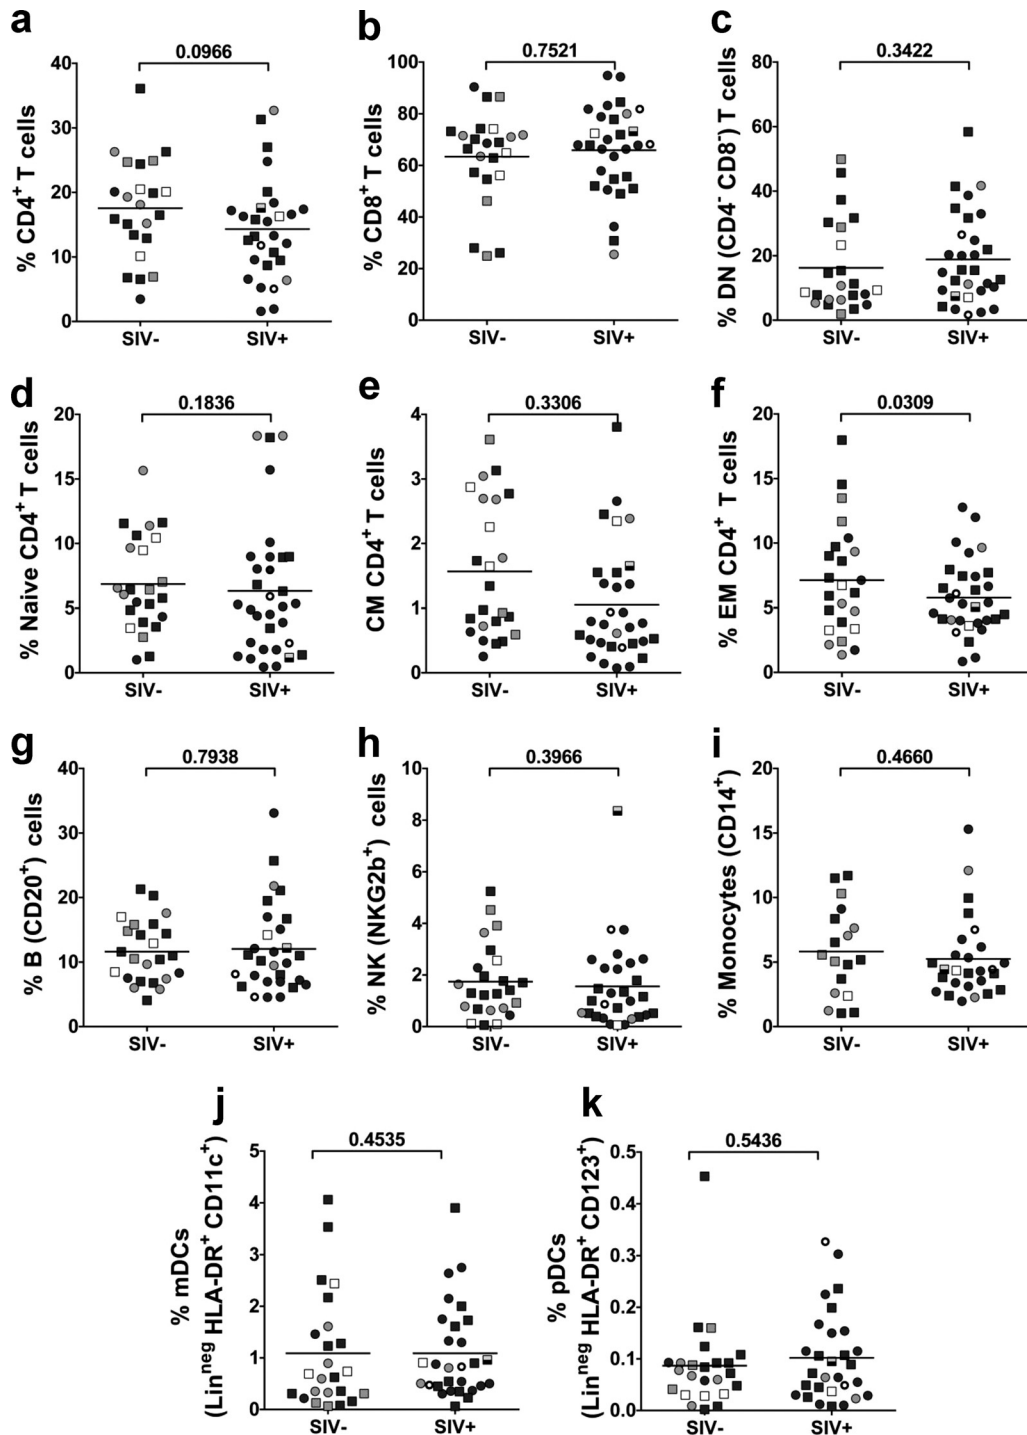 a
0.0966
% CD4⁺ T cells
40
30
20
10
0
SIV-
SIV+
b
0.7521
% CD8⁺ T cells
100
80
60
40
20
0
SIV-
SIV+
c
0.3422
% DN (CD4⁻ CD8⁻) T cells
80
60
40
20
0
SIV-
SIV+
d
0.1836
% Naive CD4⁺ T cells
20
15
10
5
0
SIV-
SIV+
e
0.3306
CM CD4⁺ T cells
4
3
2
1
0
SIV-
SIV+
f
0.0309
% EM CD4⁺ T cells
20
15
10
5
0
SIV-
SIV+
g
0.7938
% B (CD20⁺) cells
40
30
20
10
0
SIV-
SIV+
h
0.3966
% NK (NKG2b⁺) cells
10
8
6
4
2
0
SIV-
SIV+
i
0.4660
% Monocytes (CD14⁺)
20
15
10
5
0
SIV-
SIV+
j
0.4535
% mDCs
(Lin^neg HLA-DR⁺ CD11c⁺)
5
4
3
2
1
0
SIV-
SIV+
k
0.5436
% pDCs
(Lin^neg HLA-DR⁺ CD123⁺)
0.5
0.4
0.3
0.2
0.1
0.0
SIV-
SIV+